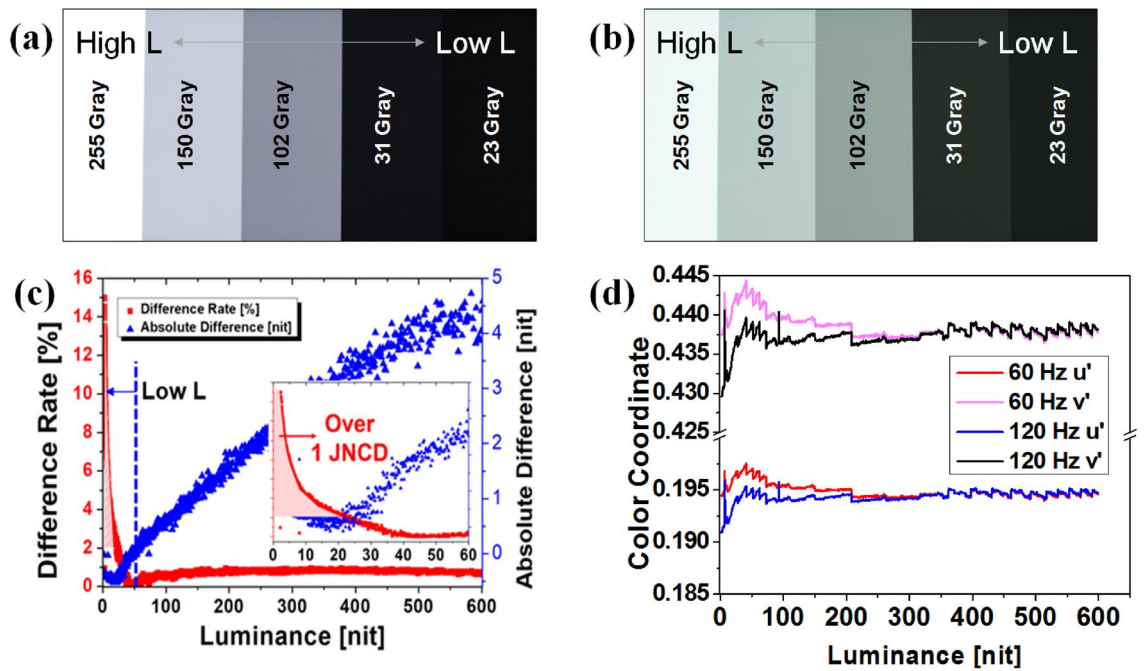 (a)
High L
Low L
255 Gray
150 Gray
102 Gray
31 Gray
23 Gray
(b)
High L
Low L
255 Gray
150 Gray
102 Gray
31 Gray
23 Gray
(c)
Difference Rate [%]
16
14
12
10
8
6
4
2
0
Difference Rate [%]
Absolute Difference [nit]
Low L
Over
1 JNCD
0 10 20 30 40 50 60
5
4
3
2
1
0
Absolute Difference [nit]
0 100 200 300 400 500 600
Luminance [nit]
(d)
Color Coordinate
0.445
0.440
0.435
0.430
0.425
0.195
0.190
0.185
60 Hz u'
60 Hz v'
120 Hz u'
120 Hz v'
0 100 200 300 400 500 600
Luminance [nit]